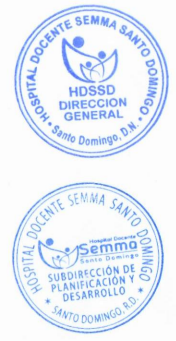 HOSPITAL DOCENTE SEMMA SANTO DOMINGO
HDSSD
DIRECCION
GENERAL
Santo Domingo, D.N.
HOSPITAL DOCENTE SEMMA SANTO DOMINGO
Hospital Docente
Semma
Santo Domingo
SUBDIRECCIÓN DE
PLANIFICACIÓN Y
DESARROLLO
SANTO DOMINGO, R.D.